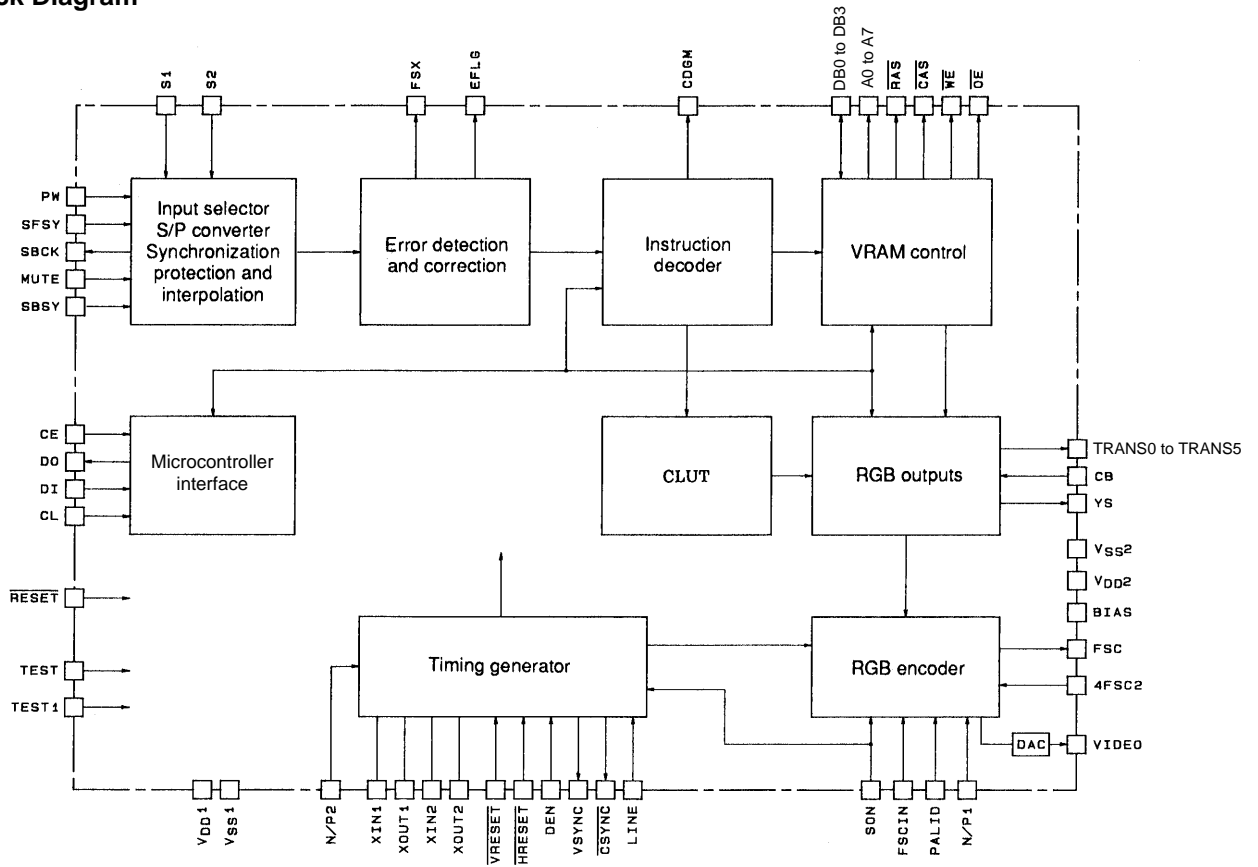 ck Diagram
S1
S2
FSX
EFLG
CDGM
DB0 to DB3
A0 to A7
RAS
CAS
WE
OE
PW
SFSY
SBCK
MUTE
SBSY
Input selector
S/P converter
Synchronization
protection and
interpolation
Error detection
and correction
Instruction
decoder
VRAM control
CE
DO
DI
CL
Microcontroller
interface
CLUT
RGB outputs
TRANS0 to TRANS5
CB
YS
VSS2
VDD2
BIAS
RESET
TEST
TEST1
Timing generator
RGB encoder
FSC
4FSC2
DAC
VIDEO
VDD1
VSS1
N/P2
XIN1
XOUT1
XIN2
XOUT2
VRESET
HRESET
DEN
VSYNC
CSYNC
LINE
SON
FSCIN
PALID
N/P1